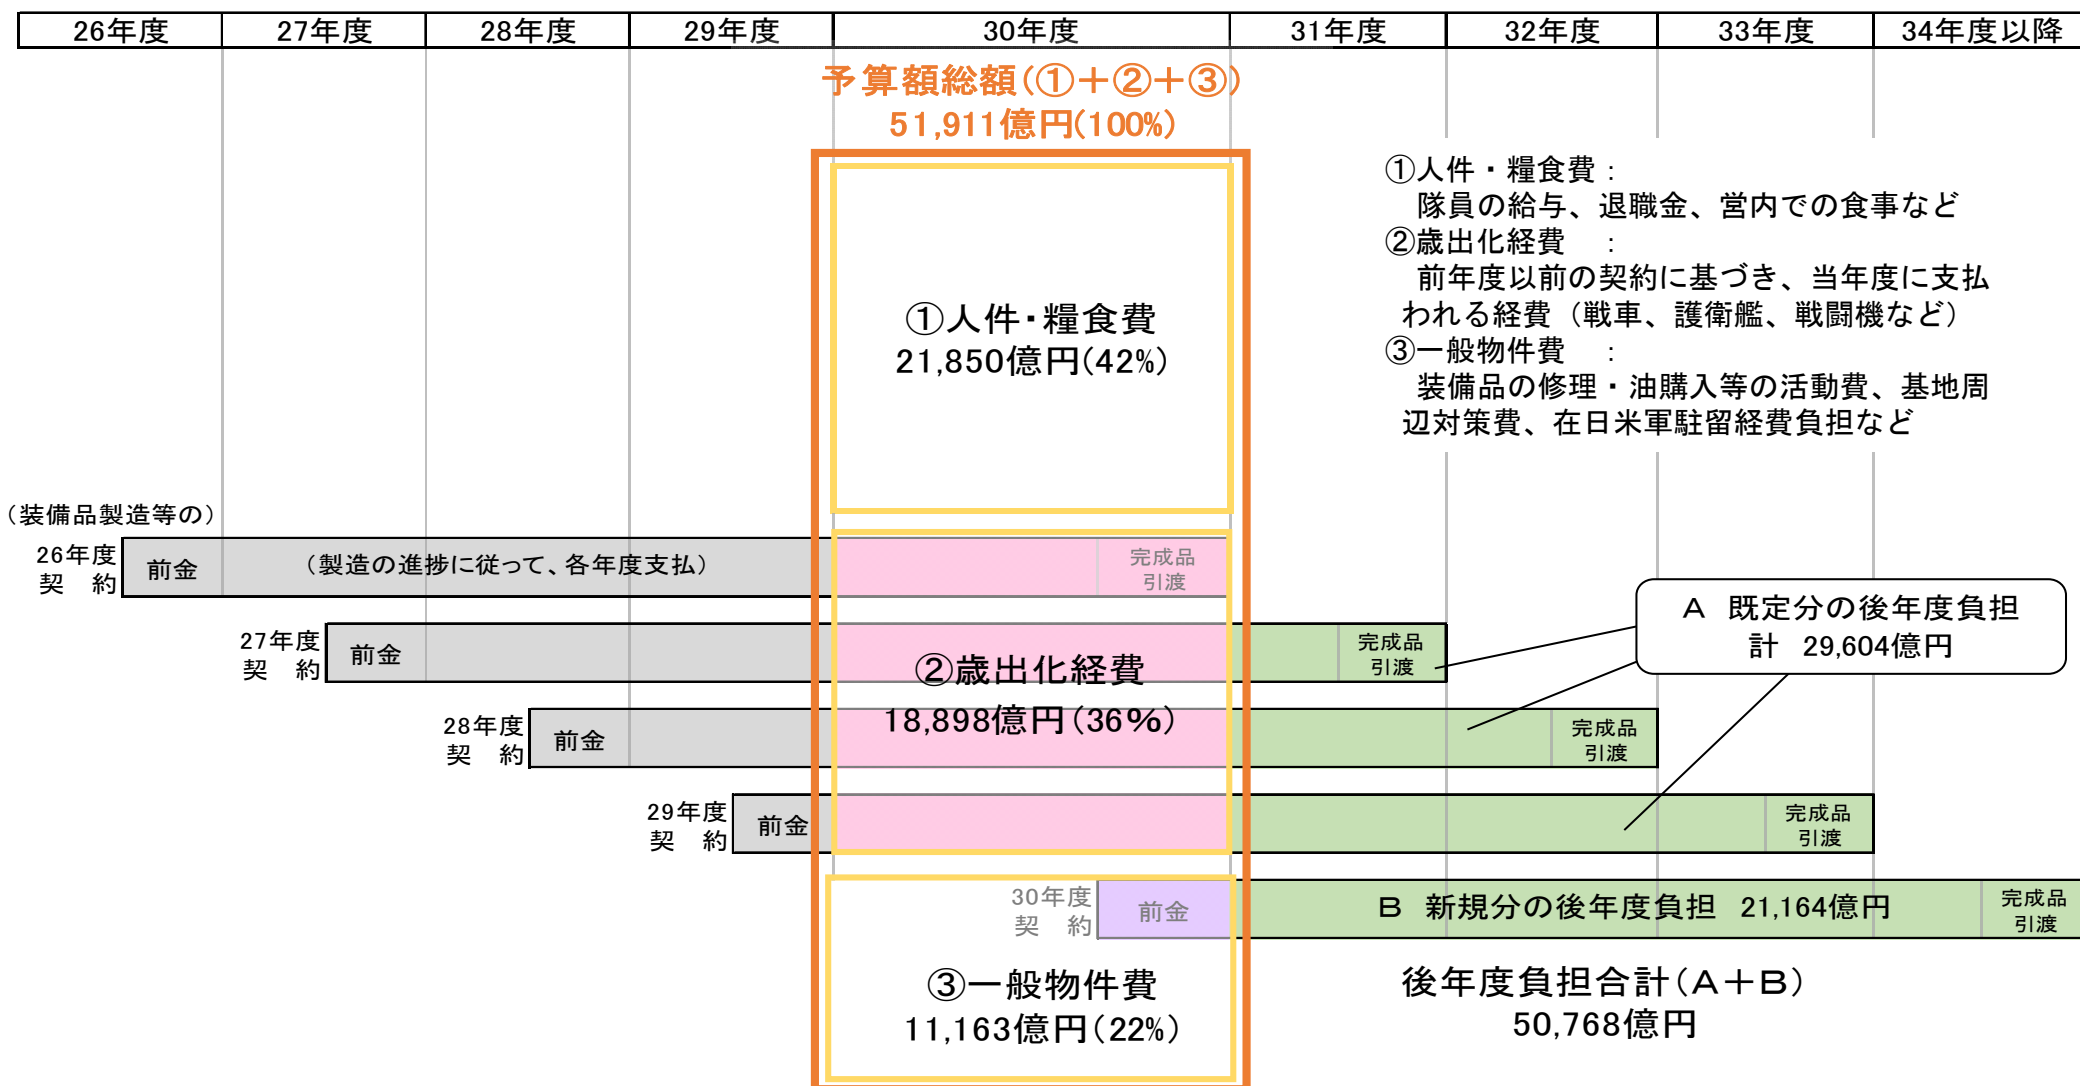 26年度 27年度 28年度 29年度 30年度 31年度 32年度 33年度 34年度以降
予算額総額(①+②+③)
51,911億円(100%)
①人件・糧食費
21,850億円(42%)
①人件・糧食費：
隊員の給与、退職金、営内での食事など
②歳出化経費　：
前年度以前の契約に基づき、当年度に支払
われる経費（戦車、護衛艦、戦闘機など）
③一般物件費　：
装備品の修理・油購入等の活動費、基地周
辺対策費、在日米軍駐留経費負担など
（装備品製造等の）
26年度
契　約
前金
（製造の進捗に従って、各年度支払）
完成品
引渡
27年度
契　約
前金
完成品
引渡
②歳出化経費
18,898億円(36%)
A　既定分の後年度負担
計　29,604億円
28年度
契　約
前金
完成品
引渡
29年度
契　約
前金
完成品
引渡
30年度
契　約
前金
B　新規分の後年度負担　21,164億円
完成品
引渡
③一般物件費
11,163億円(22%)
後年度負担合計(A+B)
50,768億円